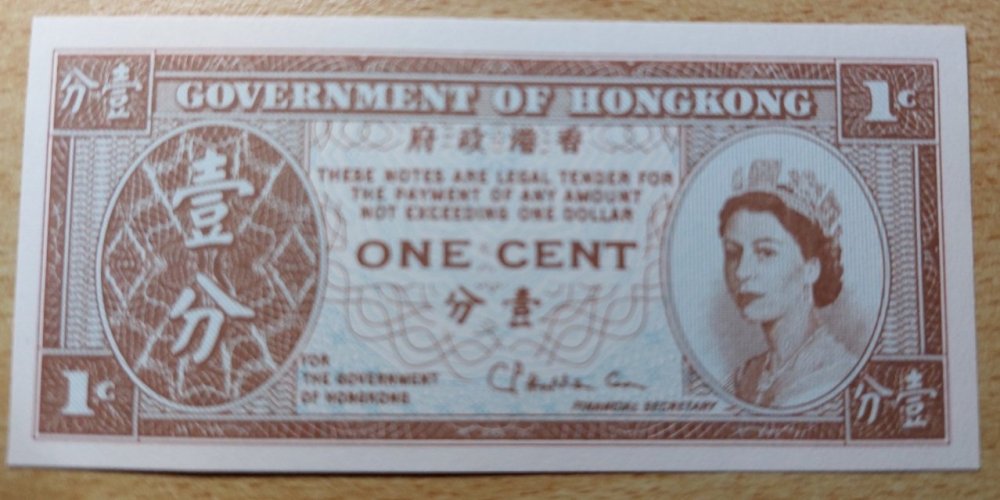 分壹
GOVERNMENT OF HONGKONG
1¢
府政港香
THESE NOTES ARE LEGAL TENDER FOR
THE PAYMENT OF ANY AMOUNT
NOT EXCEEDING ONE DOLLAR
ONE CENT
分壹
壹
分
FOR
THE GOVERNMENT
OF HONGKONG
FINANCIAL SECRETARY
1¢
分壹